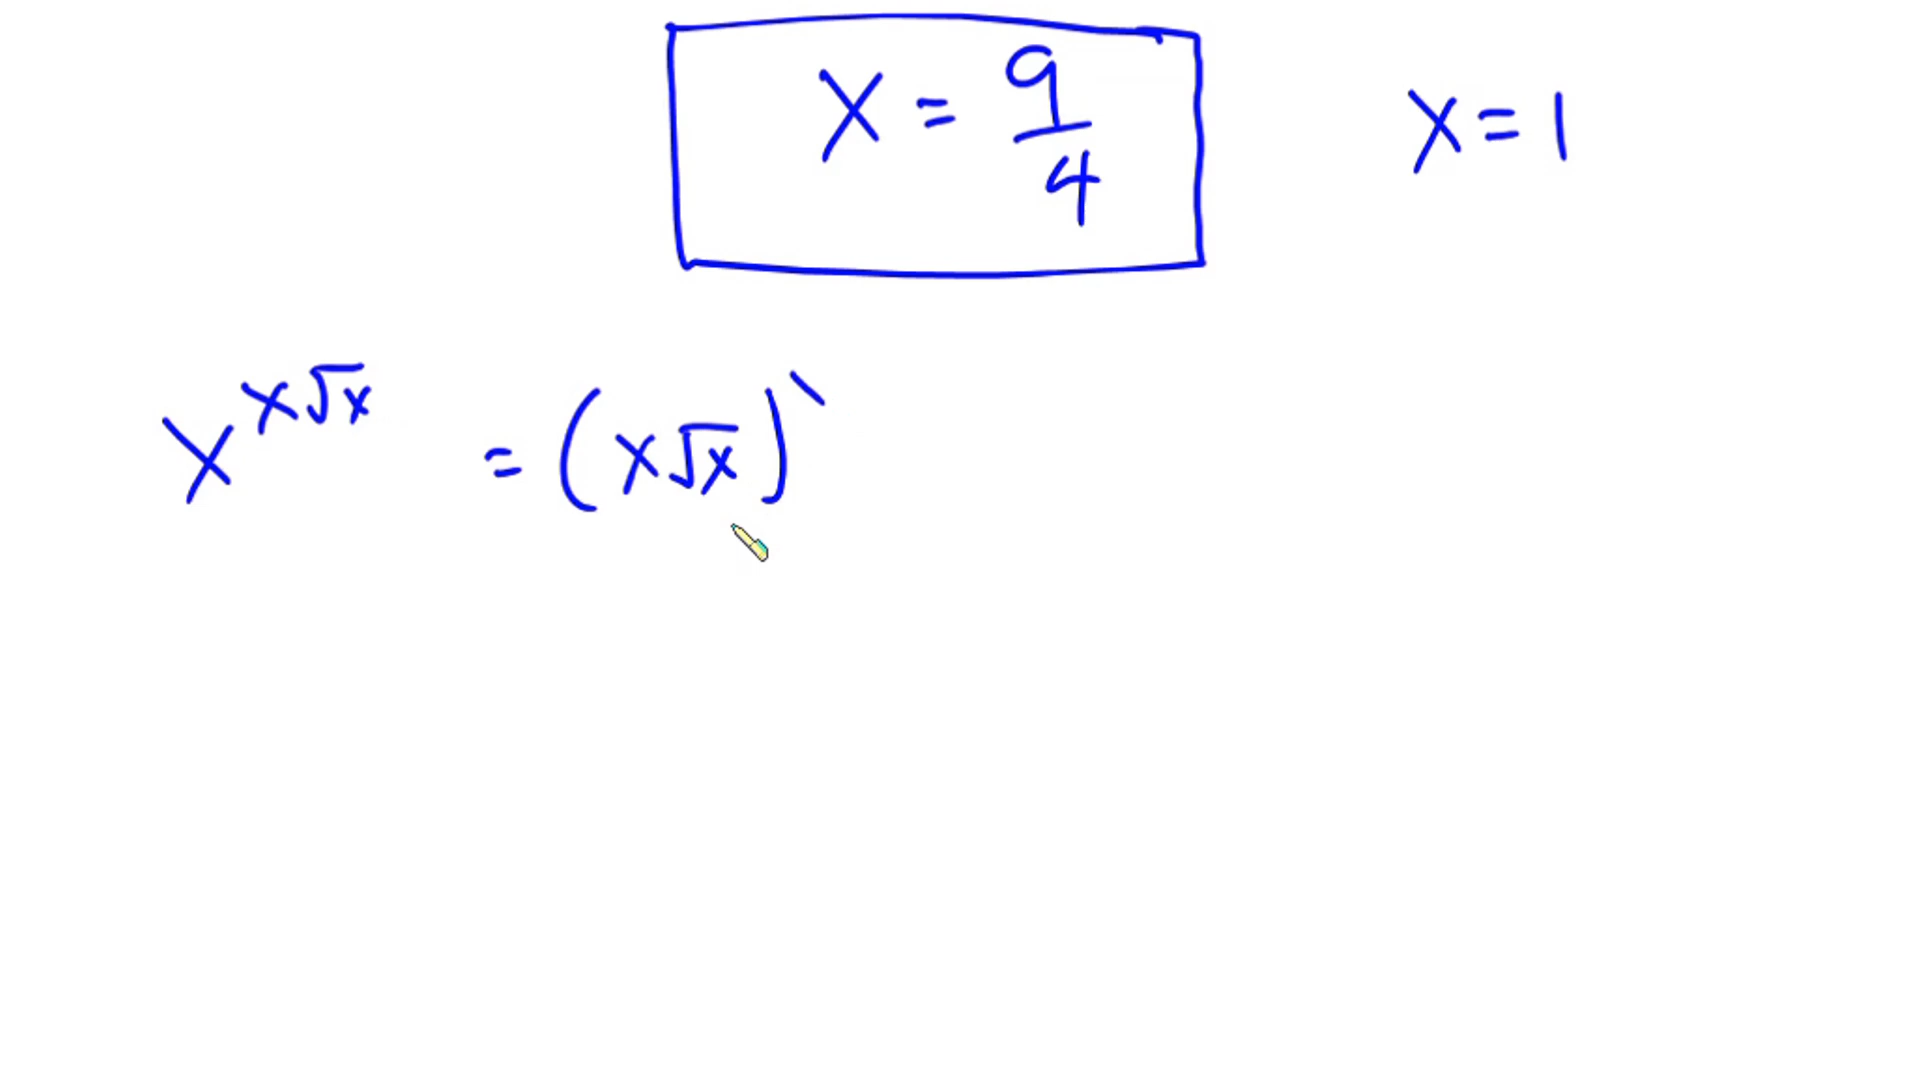 x = 9/4   x = 1
x^{x√x} = (x√x)^\